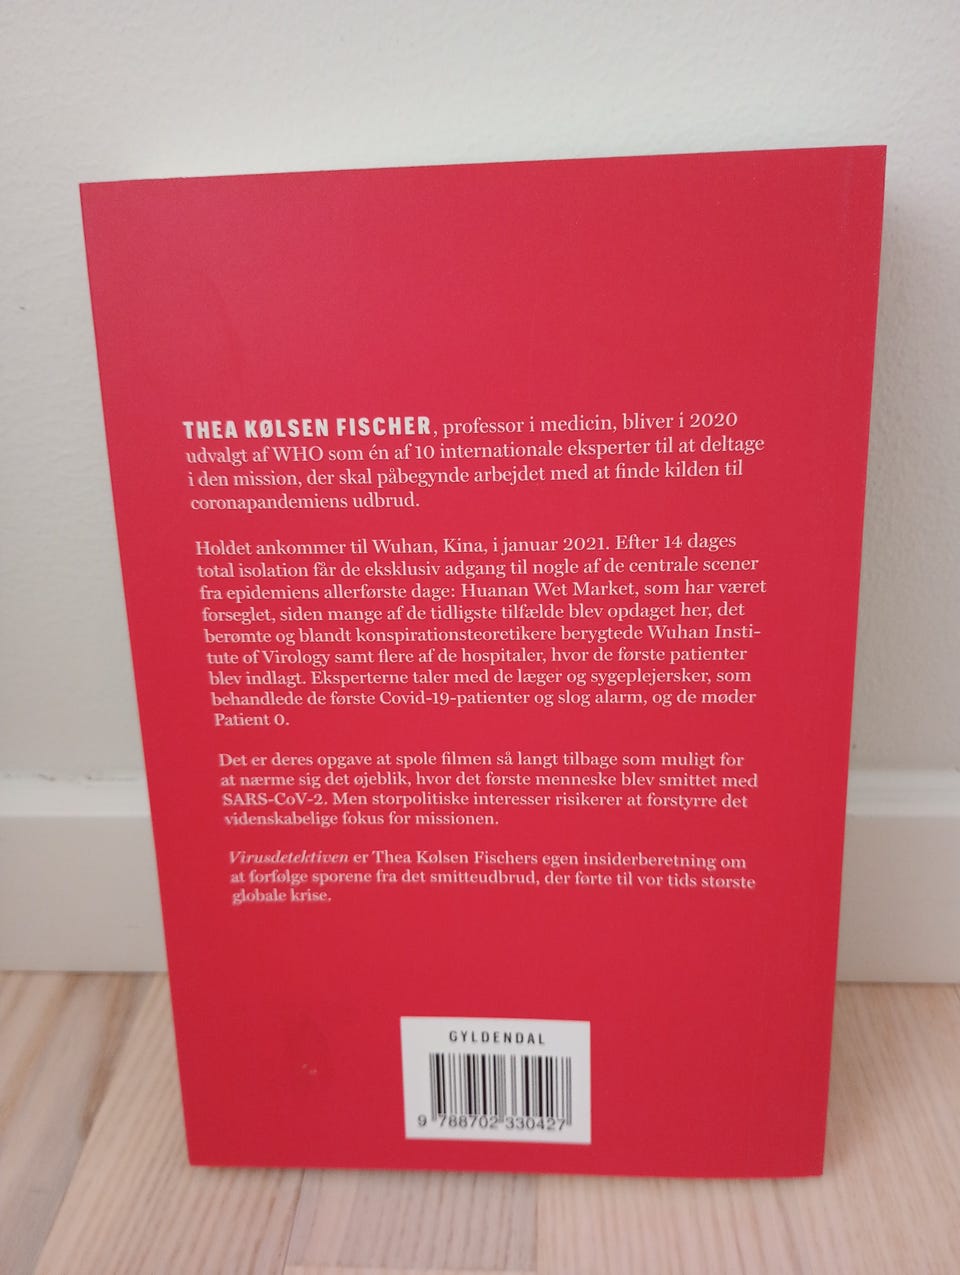 THEA KØLSEN FISCHER, professor i medicin, bliver i 2020
udvalgt af WHO som én af 10 internationale eksperter til at deltage
i den mission, der skal påbegynde arbejdet med at finde kilden til
coronapandemiens udbrud.
Holdet ankommer til Wuhan, Kina, i januar 2021. Efter 14 dages
total isolation får de eksklusiv adgang til nogle af de centrale scener
fra epidemiens allerførste dage: Huanan Wet Market, som har været
forseglet, siden mange af de tidligste tilfælde blev opdaget her, det
berømte og blandt konspirationsteoretikere berygtede Wuhan Insti-
tute of Virology samt flere af de hospitaler, hvor de første patienter
blev indlagt. Eksperterne taler med de læger og sygeplejersker, som
behandlede de første Covid-19-patienter og slog alarm, og de møder
Patient 0.
Det er deres opgave at spole filmen så langt tilbage som muligt for
at nærme sig det øjeblik, hvor det første menneske blev smittet med
SARS-CoV-2. Men storpolitiske interesser risikerer at forstyrre det
videnskabelige fokus for missionen.
Virusdetektiven er Thea Kølsen Fischers egen insiderberetning om
at forfølge sporene fra det smitteudbrud, der førte til vor tids største
globale krise.
GYLDENDAL
9 788702 330427